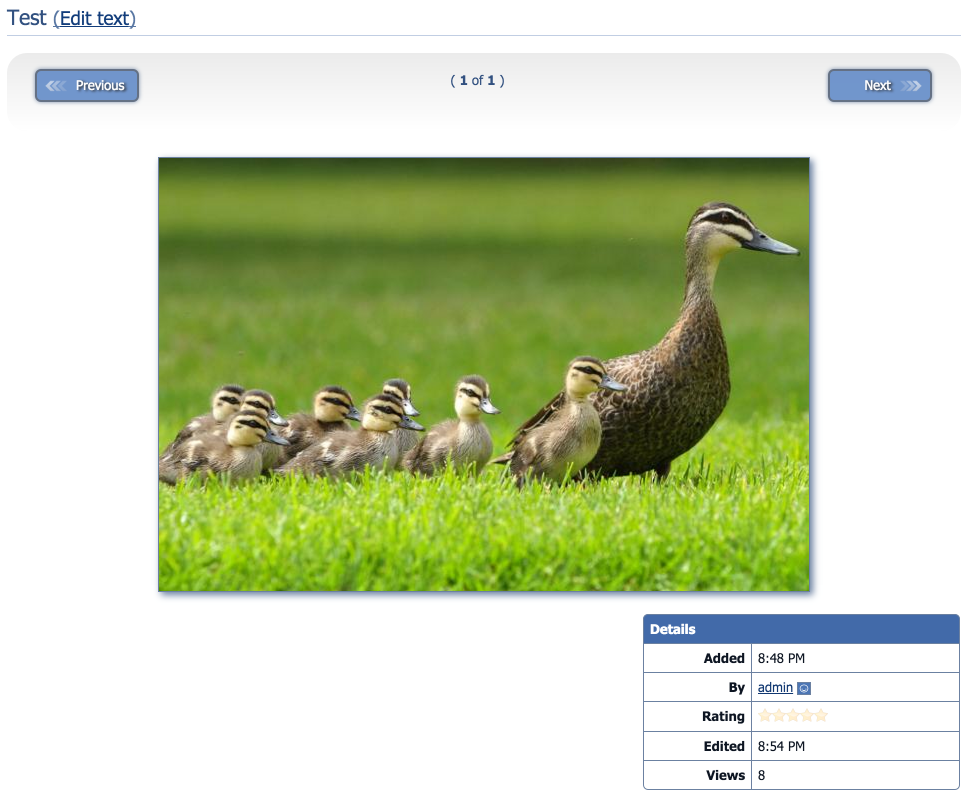 Test (Edit text)
Previous
( 1 of 1 )
Next
Details
Added 8:48 PM
By admin
Rating
Edited 8:54 PM
Views 8